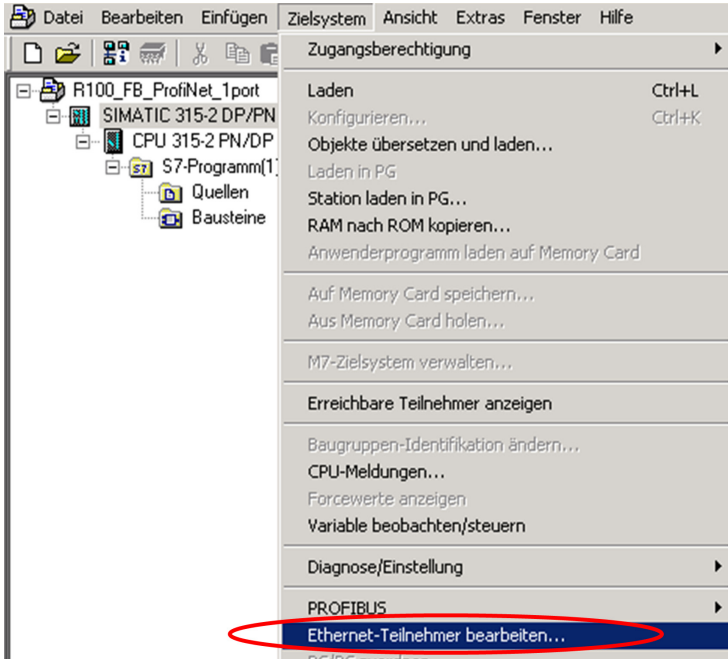 Datei Bearbeiten Einfügen Zielsystem Ansicht Extras Fenster Hilfe
R100_FB_ProfiNet_1port
SIMATIC 315-2 DP/PN
CPU 315-2 PN/DP
S7-Programm(1
Quellen
Bausteine
Zugangsberechtigung
Laden Ctrl+L
Konfigurieren... Ctrl+K
Objekte übersetzen und laden...
Laden in PG
Station laden in PG...
RAM nach ROM kopieren...
Anwenderprogramm laden auf Memory Card
Auf Memory Card speichern...
Aus Memory Card holen...
M7-Zielsystem verwalten...
Erreichbare Teilnehmer anzeigen
Baugruppen-Identifikation ändern...
CPU-Meldungen...
Forcewerte anzeigen
Variable beobachten/steuern
Diagnose/Einstellung
PROFIBUS
Ethernet-Teilnehmer bearbeiten...